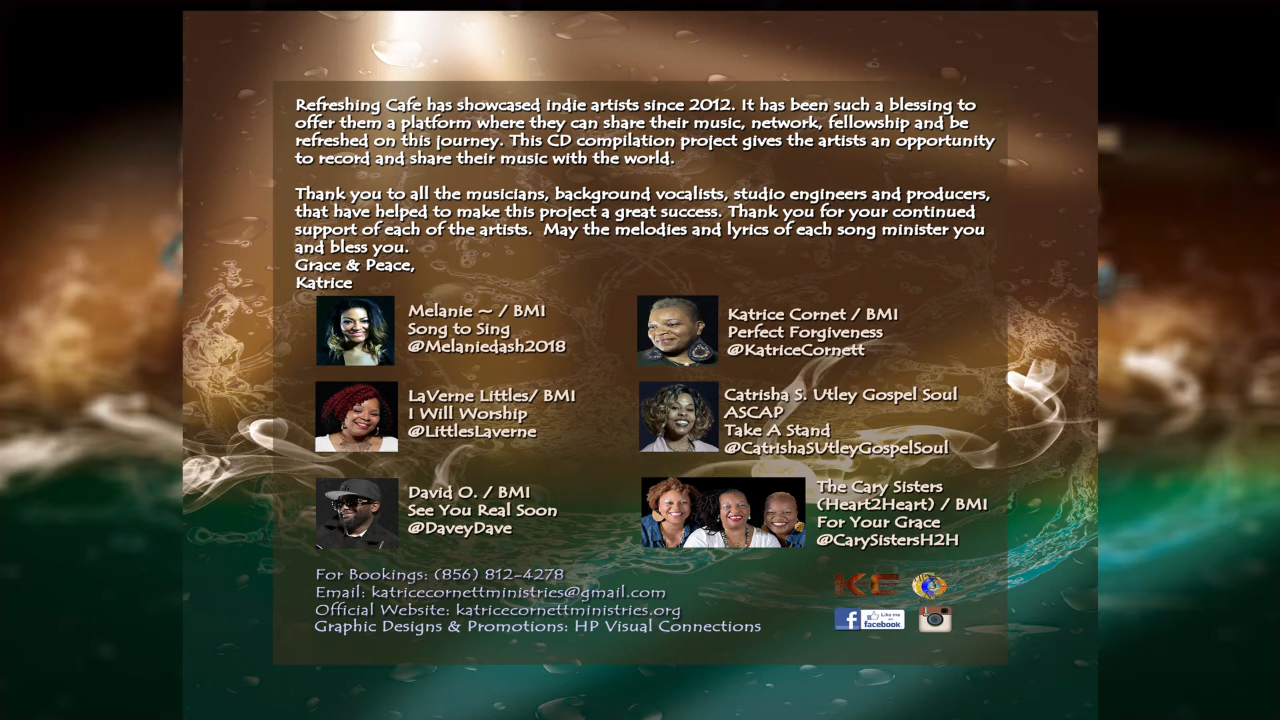 Refreshing Cafe has showcased indie artists since 2012. It has been such a blessing to
offer them a platform where they can share their music, network, fellowship and be
refreshed on this journey. This CD compilation project gives the artists an opportunity
to record and share their music with the world.
Thank you to all the musicians, background vocalists, studio engineers and producers,
that have helped to make this project a great success. Thank you for your continued
support of each of the artists.  May the melodies and lyrics of each song minister you
and bless you.
Grace & Peace,
Katrice
Melanie ~ / BMI
Song to Sing
@Melaniedash2018
Katrice Cornet / BMI
Perfect Forgiveness
@KatriceCornett
LaVerne Littles/ BMI
I Will Worship
@LittlesLaverne
Catrisha S. Utley Gospel Soul
ASCAP
Take A Stand
@CatrishaSUtleyGospelSoul
David O. / BMI
See You Real Soon
@DaveyDave
The Cary Sisters
(Heart2Heart) / BMI
For Your Grace
@CarySistersH2H
For Bookings: (856) 812-4278
Email: katricecornettministries@gmail.com
Official Website: katricecornettministries.org
Graphic Designs & Promotions: HP Visual Connections
KC
f Like me on facebook